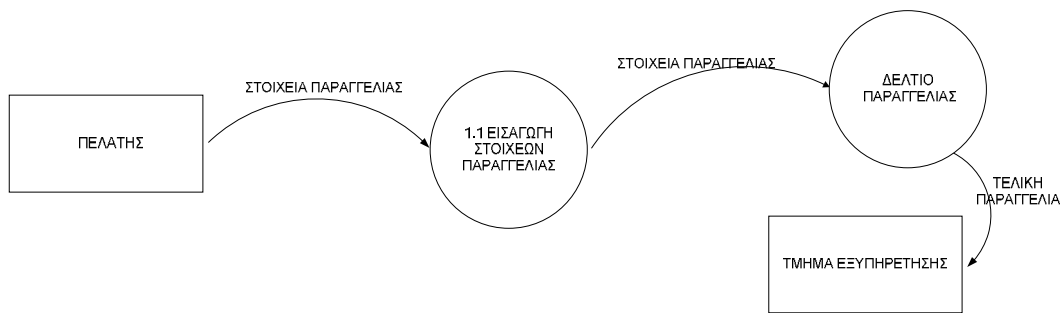 ΠΕΛΑΤΗΣ
ΣΤΟΙΧΕΙΑ ΠΑΡΑΓΓΕΛΙΑΣ
1.1 ΕΙΣΑΓΩΓΗ
ΣΤΟΙΧΕΩΝ
ΠΑΡΑΓΓΕΛΙΑΣ
ΣΤΟΙΧΕΙΑ ΠΑΡΑΓΓΕΛΙΑΣ
ΔΕΛΤΙΟ
ΠΑΡΑΓΓΕΛΙΑΣ
ΤΕΛΙΚΗ
ΠΑΡΑΓΓΕΛΙΑ
ΤΜΗΜΑ ΕΞΥΠΗΡΕΤΗΣΗΣ